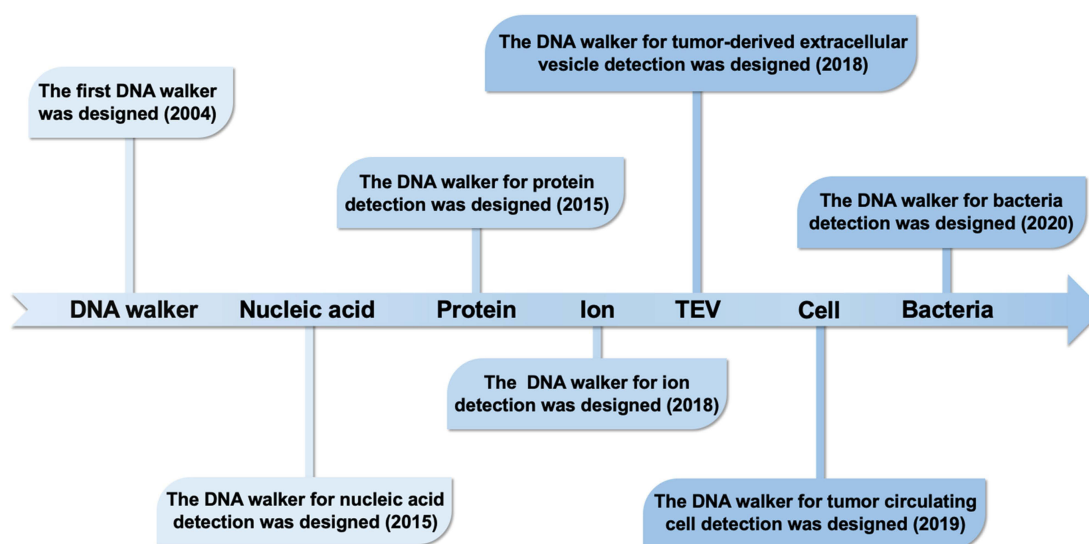 The DNA walker for tumor-derived extracellular
vesicle detection was designed (2018)
The first DNA walker
was designed (2004)
The DNA walker for protein
detection was designed (2015)
The DNA walker for bacteria
detection was designed (2020)
DNA walker Nucleic acid Protein Ion TEV Cell Bacteria
The DNA walker for ion
detection was designed (2018)
The DNA walker for nucleic acid
detection was designed (2015)
The DNA walker for tumor circulating
cell detection was designed (2019)